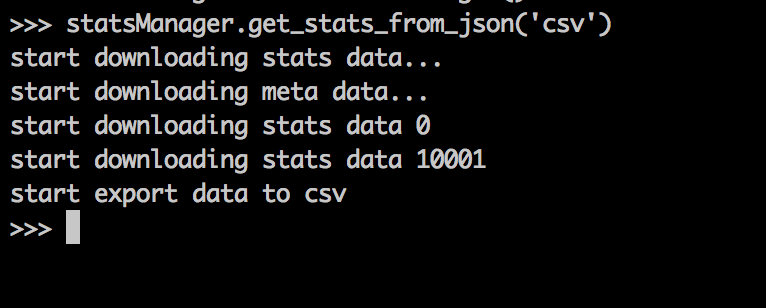 >>> statsManager.get_stats_from_json('csv')
start downloading stats data...
start downloading meta data...
start downloading stats data 0
start downloading stats data 10001
start export data to csv
>>>